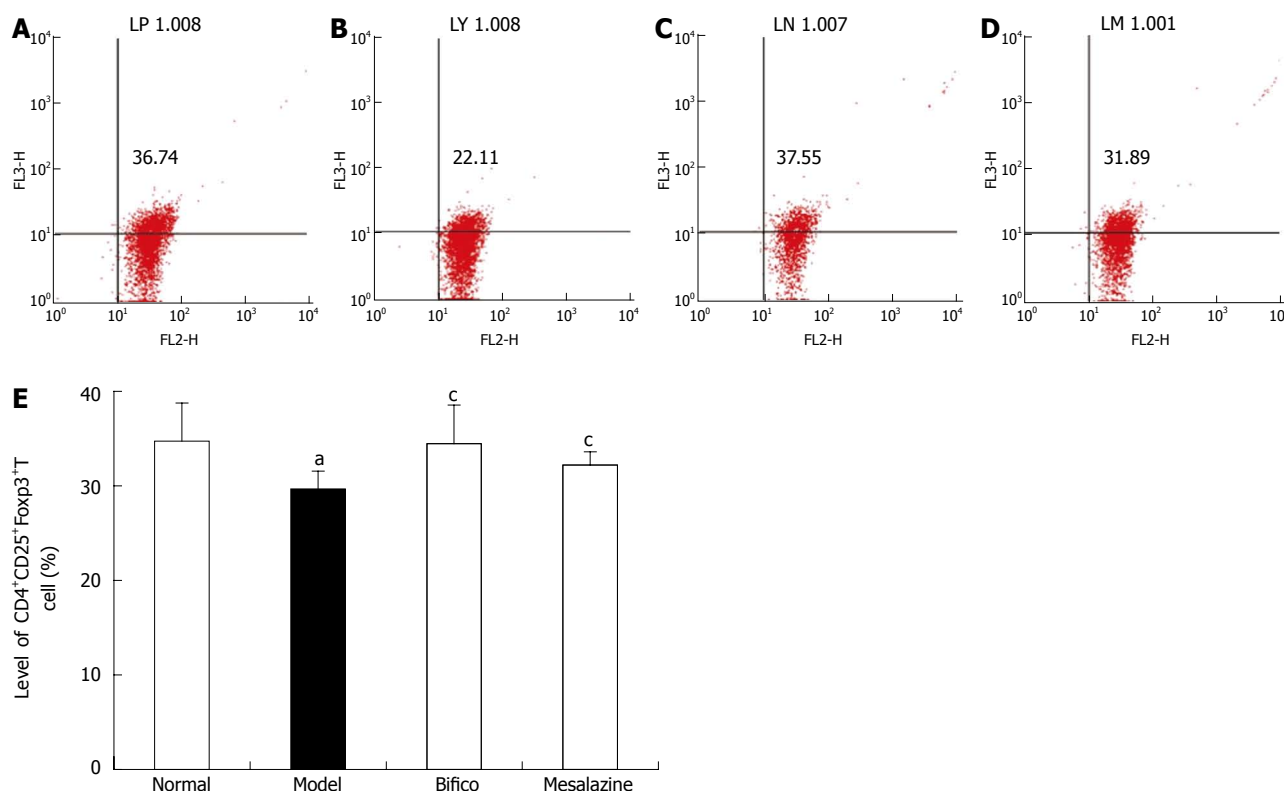 A
LP 1.008
10⁴
10³
10²
10¹
10⁰
FL3-H
36.74
10⁰ 10¹ 10² 10³ 10⁴
FL2-H
B
LY 1.008
10⁴
10³
10²
10¹
10⁰
FL3-H
22.11
10⁰ 10¹ 10² 10³ 10⁴
FL2-H
C
LN 1.007
10⁴
10³
10²
10¹
10⁰
FL3-H
37.55
10⁰ 10¹ 10² 10³ 10⁴
FL2-H
D
LM 1.001
10⁴
10³
10²
10¹
10⁰
FL3-H
31.89
10⁰ 10¹ 10² 10³ 10⁴
FL2-H
E
Level of CD4⁺CD25⁺Foxp3⁺T
cell (%)
40
30
20
10
0
a
c
c
Normal Model Bifico Mesalazine